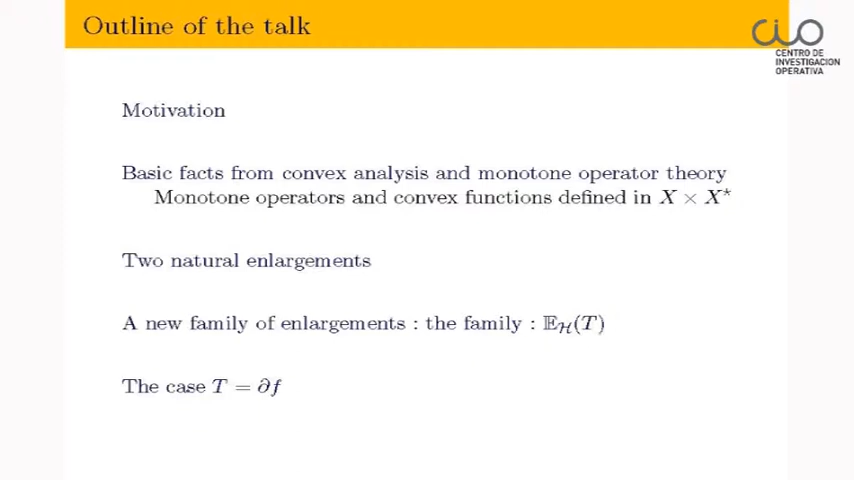 Outline of the talk
CIO
CENTRO DE
INVESTIGACION
OPERATIVA
Motivation
Basic facts from convex analysis and monotone operator theory
Monotone operators and convex functions defined in X × X*
Two natural enlargements
A new family of enlargements : the family : 𝔼_ℋ(T)
The case T = ∂f